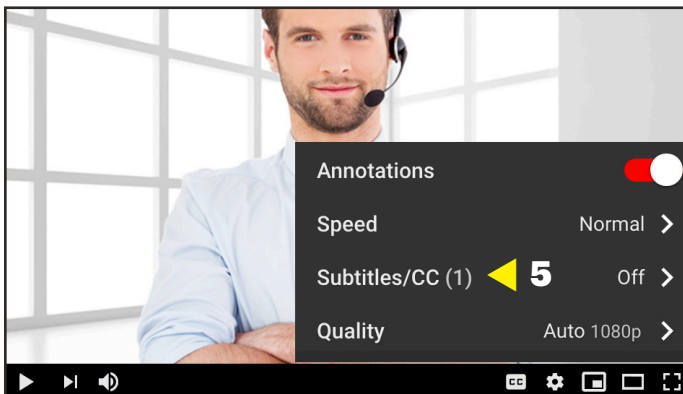 Annotations
Speed Normal
Subtitles/CC (1) 5 Off
Quality Auto 1080p
CC